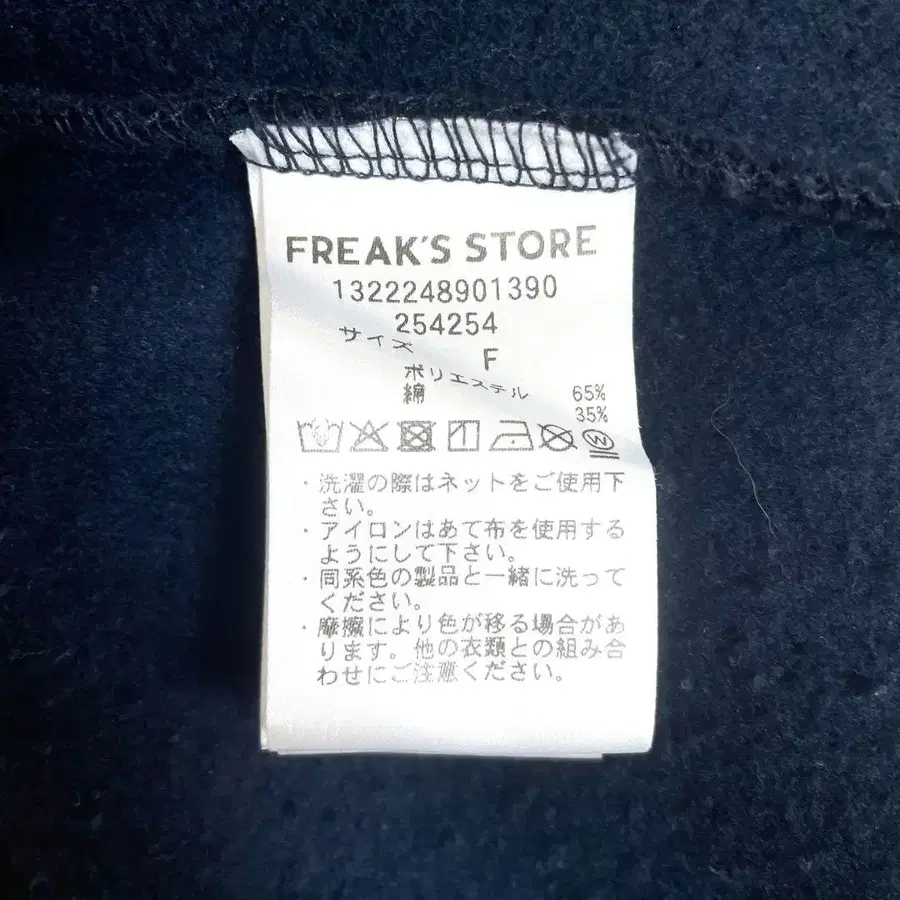 FREAK'S STORE
1322248901390
254254
サイズ F
ポリエステル 65%
綿 35%
・洗濯の際はネットをご使用下
さい。
・アイロンはあて布を使用する
ようにして下さい。
・同系色の製品と一緒に洗って
ください。
・摩擦により色が移る場合があ
ります。他の衣類との組み合
わせにご注意ください。